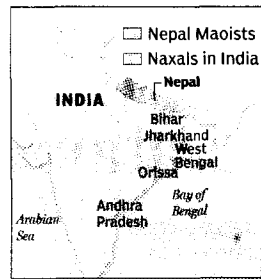 Nepal Maoists
Naxals in India
Nepal
INDIA
Bihar
Jharkhand
West
Bengal
Orissa
Bay of
Bengal
Andhra
Pradesh
Arabian
Sea